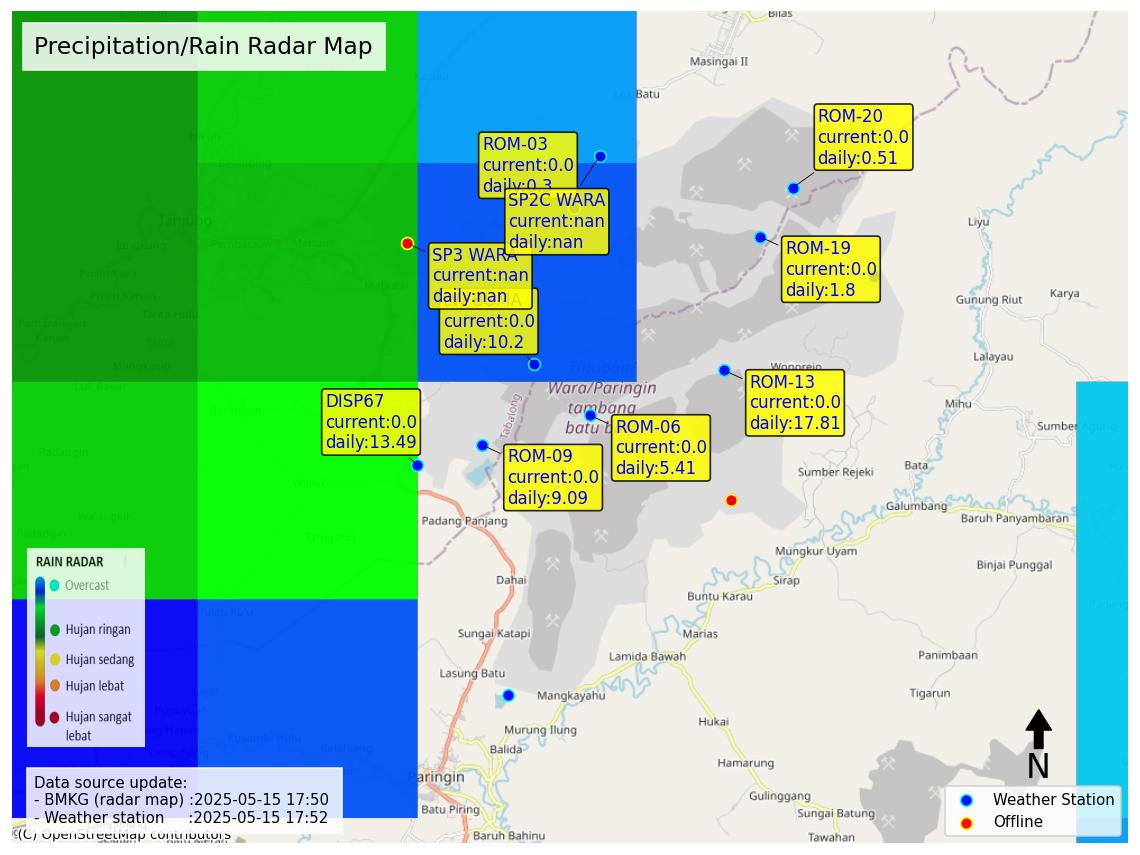 Precipitation/Rain Radar Map
Bilas
Masingai II
Batu
ROM-20
current:0.0
daily:0.51
ROM-03
current:0.0
daily:0.3
SP2C WARA
current:nan
daily:nan
Tanjung
Liyu
ROM-19
current:0.0
daily:1.8
SP3 WARA
current:nan
daily:nan
current:0.0
daily:10.2
Gunung Riut
Karya
Lalayau
Wonorejo
Tutupan/
Wara/Paringin
tambang
batu b
Tabalong
ROM-13
current:0.0
daily:17.81
Mihu
DISP67
current:0.0
daily:13.49
ROM-06
current:0.0
daily:5.41
Sumber Agung
ROM-09
current:0.0
daily:9.09
Sumber Rejeki
Bata
Galumbang
Baruh Panyambaran
Padang Panjang
Mungkur Uyam
Binjai Punggal
Dahai
Sirap
Buntu Karau
RAIN RADAR
Overcast
Hujan ringan
Hujan sedang
Hujan lebat
Hujan sangat
lebat
Sungai Katapi
Marias
Lamida Bawah
Panimbaan
Lasung Batu
Mangkayahu
Tigarun
Murung Ilung
Hukai
Balida
Hamarung
N
Paringin
Batu Piring
Gulinggang
Sungai Batung
Baruh Bahinu
Tawahan
Data source update:
- BMKG (radar map) :2025-05-15 17:50
- Weather station :2025-05-15 17:52
(C) OpenStreetMap contributors
Weather Station
Offline